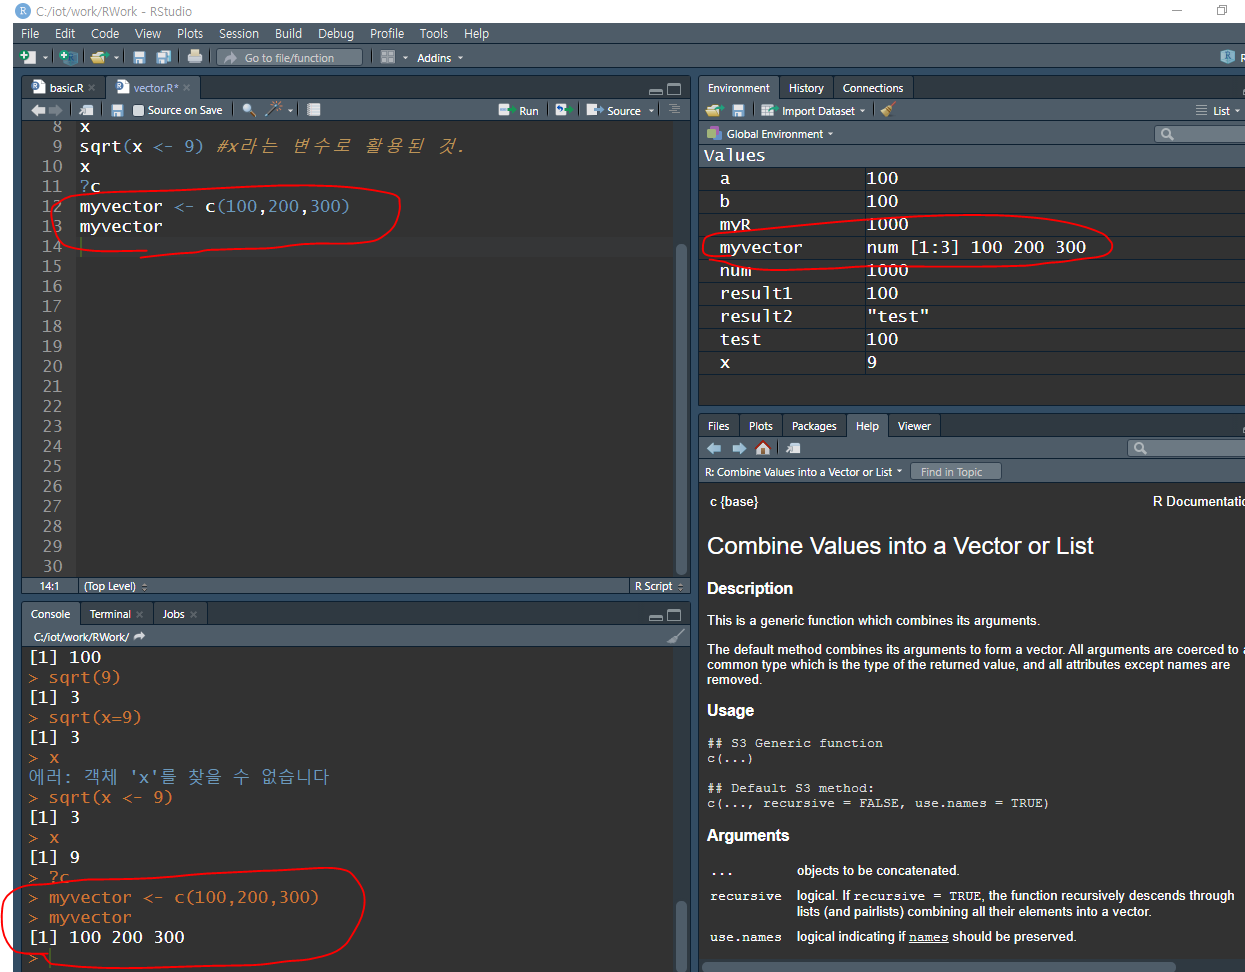 C:/iot/work/RWork - RStudio
File Edit Code View Plots Session Build Debug Profile Tools Help
Go to file/function Addins
basic.R vector.R*
Source on Save Run Source
8 x
9 sqrt(x <- 9) #x라는 변수로 활용된 것.
10 x
11 ?c
12 myvector <- c(100,200,300)
13 myvector
14
15
16
17
18
19
20
21
22
23
24
25
26
27
28
29
30
14:1 (Top Level) R Script
Console Terminal Jobs
C:/iot/work/RWork/
[1] 100
> sqrt(9)
[1] 3
> sqrt(x=9)
[1] 3
> x
에러: 객체 'x'를 찾을 수 없습니다
> sqrt(x <- 9)
[1] 3
> x
[1] 9
> ?c
> myvector <- c(100,200,300)
> myvector
[1] 100 200 300
>
Environment History Connections
Import Dataset List
Global Environment
Values
a 100
b 100
myR 1000
myvector num [1:3] 100 200 300
num 1000
result1 100
result2 "test"
test 100
x 9
Files Plots Packages Help Viewer
R: Combine Values into a Vector or List Find in Topic
c {base} R Documentatio
Combine Values into a Vector or List
Description
This is a generic function which combines its arguments.
The default method combines its arguments to form a vector. All arguments are coerced to a
common type which is the type of the returned value, and all attributes except names are
removed.
Usage
## S3 Generic function
c(...)
## Default S3 method:
c(..., recursive = FALSE, use.names = TRUE)
Arguments
... objects to be concatenated.
recursive logical. If recursive = TRUE, the function recursively descends through
lists (and pairlists) combining all their elements into a vector.
use.names logical indicating if names should be preserved.